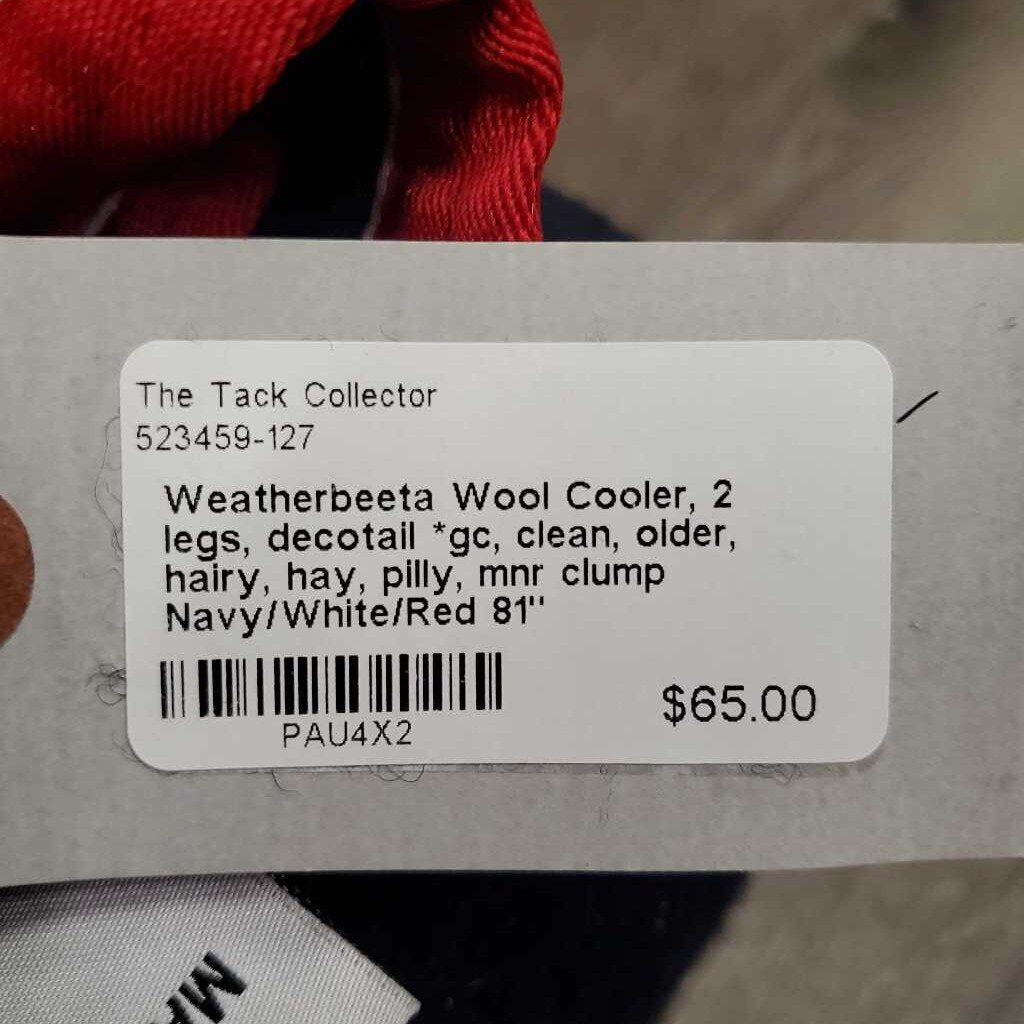 The Tack Collector
523459-127
Weatherbeeta Wool Cooler, 2
legs, decotail *gc, clean, older,
hairy, hay, pilly, mnr clump
Navy/White/Red 81"
$65.00
PAU4X2